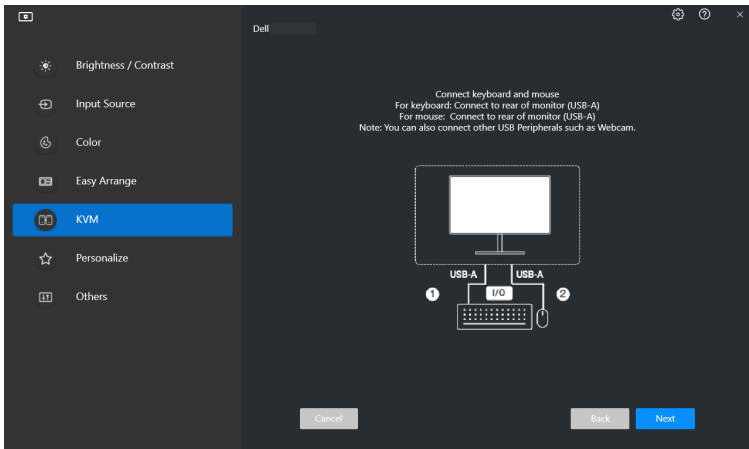 Dell
Brightness / Contrast
Input Source
Color
Easy Arrange
KVM
Personalize
Others
Connect keyboard and mouse
For keyboard: Connect to rear of monitor (USB-A)
For mouse: Connect to rear of monitor (USB-A)
Note: You can also connect other USB Peripherals such as Webcam.
USB-A USB-A
1 I/O 2
Cancel Back Next